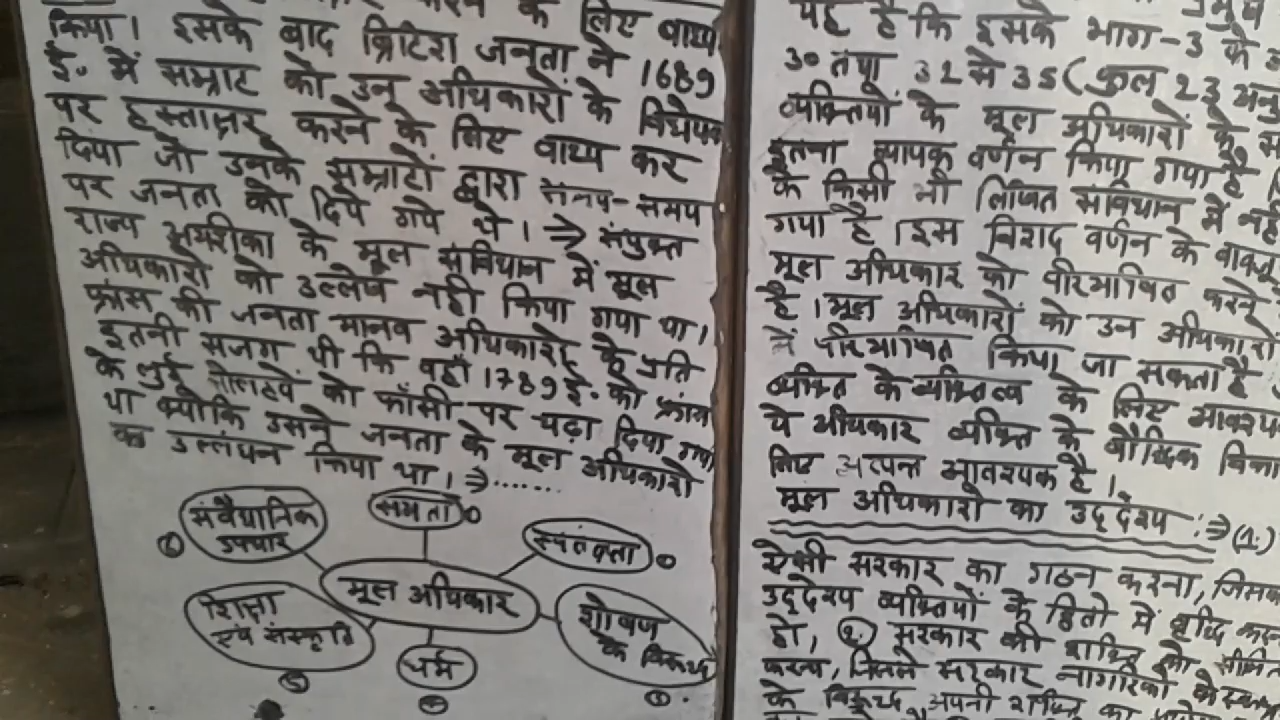 के लिए बाध्य
किया। इसके बाद ब्रिटिश जनता ने 1689
ई० में सम्राट को उन अधिकारों के विधेयक
पर हस्ताक्षर करने के लिए बाध्य कर
दिया जो उनके सम्राटों द्वारा समय-समय
पर जनता को दिये गये थे। ⇒ संयुक्त
राज्य अमेरीका के मूल संविधान में मूल
अधिकारो को उल्लेख नहीं किया गया था।
फ्रांस की जनता मानव अधिकारों के प्रति
इतनी सजग थी कि वहाँ 1789 ई० को फ्रांस
के लुई सोलहवें को फाँसी पर चढ़ा दिया गया
था क्योंकि उसने जनता के मूल अधिकारो
का उल्लंघन किया था। ⇒.......
संवैधानिक
उपचार
समता
स्वतंत्रता
मूल अधिकार
शिक्षा
एवं संस्कृति
धर्म
शोषण
के विरूद्ध
यह है कि इसके भाग-3 के
30 तथा 32 से 35 (कुल 23 अनु
व्यक्तियों के मूल अधिकारों के
इतना व्यापक वर्णन किया गया है
के किसी भी लिखित संविधान में नहीं
गया है। इस विशद वर्णन के बावजूद
मूल अधिकार को परिभाषित करने
है। मूल अधिकारों को उन अधिकारो
में परिभाषित किया जा सकता है
व्यक्ति के व्यक्तित्व के लिए आवश्य
ये अधिकार व्यक्ति के बौद्धिक विका
लिए अत्यन्त आवश्यक है।
मूल अधिकारो का उद्देश्य :⇒ (1.)
ऐसी सरकार का गठन करना, जिसका
उद्देश्य व्यक्तियों के हितो में वृद्धि करना
हो, (2.) सरकार की शक्ति को सीमित
करना, जिससे सरकार नागरिको के
के विरूद्ध अपनी शक्ति का